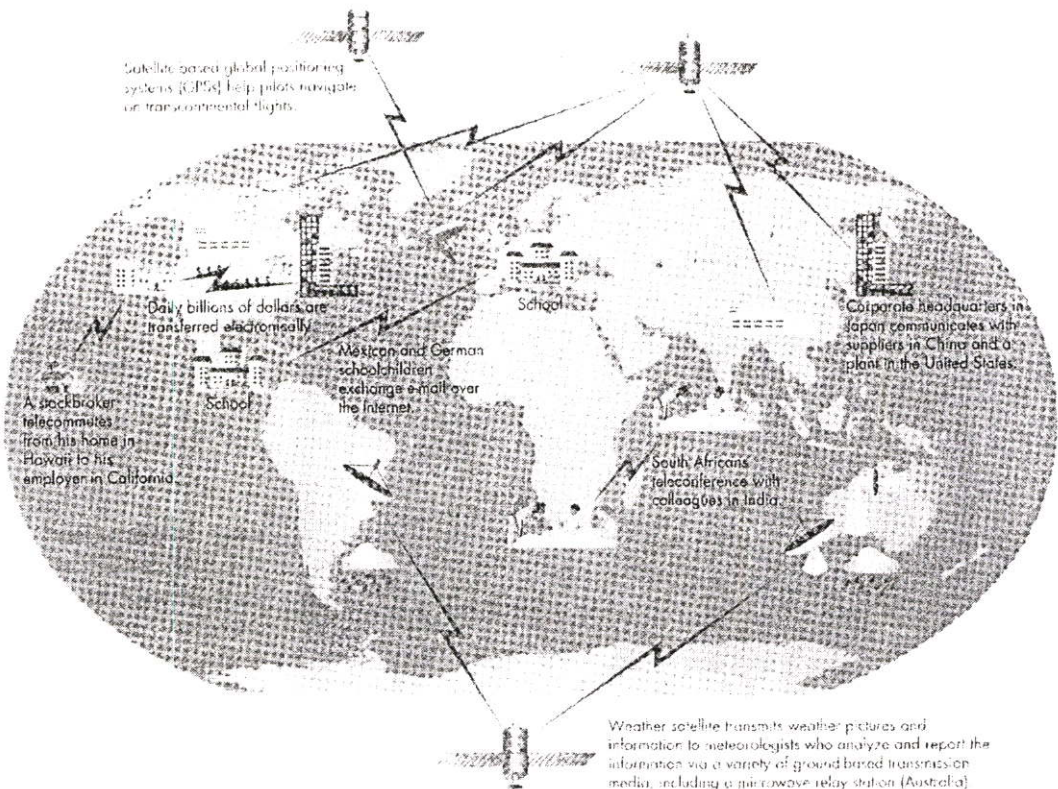 Satellite-based global positioning
systems (GPSs) help pilots navigate
on transcontinental flights.
Daily billions of dollars are
transferred electronically
School
Corporate headquarters in
Japan communicates with
suppliers in China and a
plant in the United States.
Mexican and German
schoolchildren
exchange e-mail over
the Internet.
School
A stockbroker
telecommutes
from his home in
Hawaii to his
employer in California.
South Africans
teleconference with
colleagues in India.
Weather satellite transmits weather pictures and
information to meteorologists who analyze and report the
information via a variety of ground-based transmission
media, including a microwave relay station (Australia)